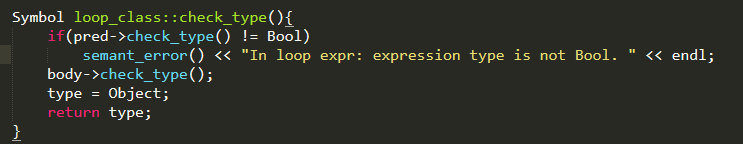 Symbol loop_class::check_type(){
if(pred->check_type() != Bool)
semant_error() << "In loop expr: expression type is not Bool. " << endl;
body->check_type();
type = Object;
return type;
}